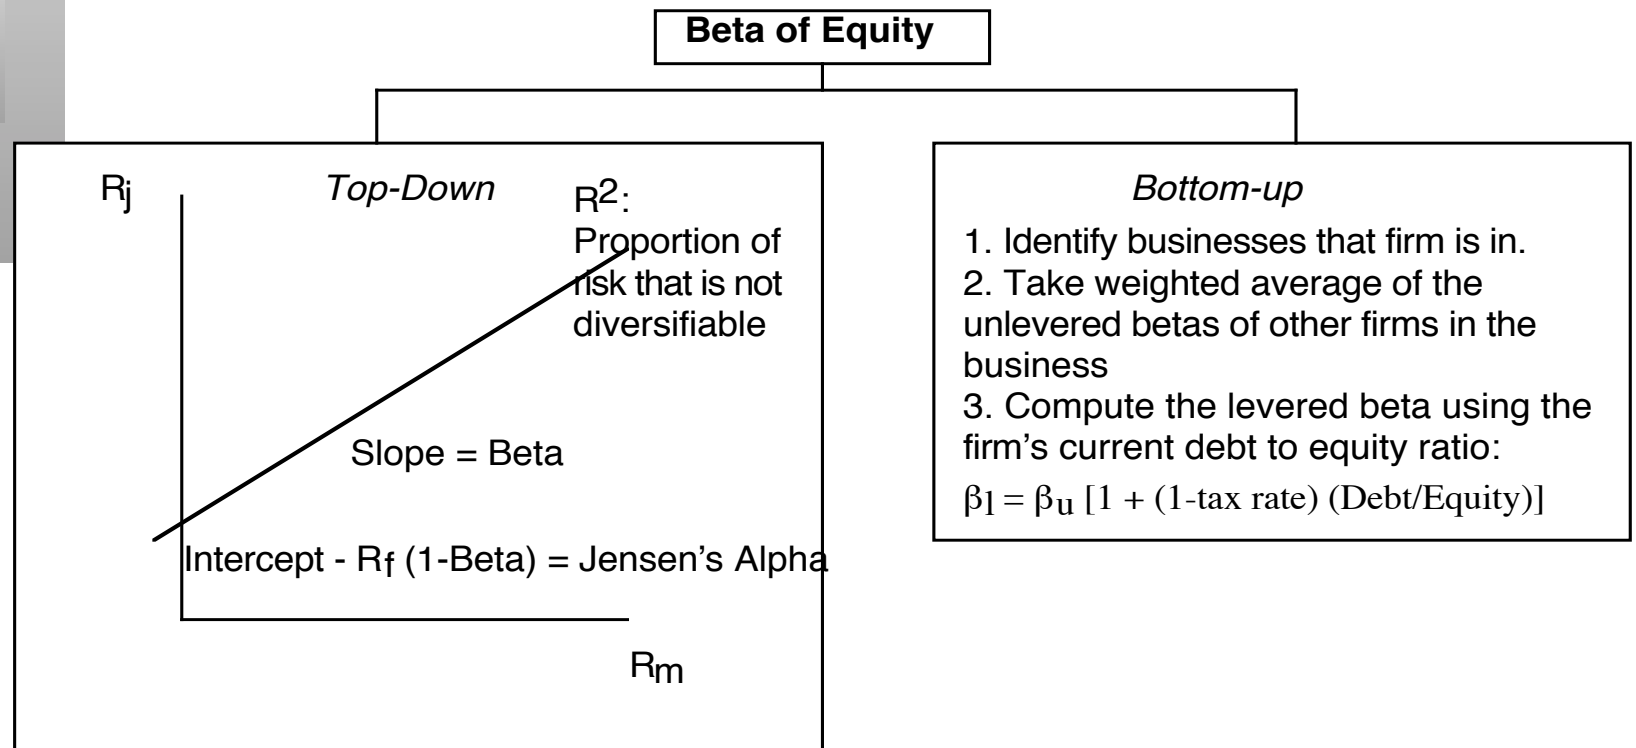 Beta of Equity
Rj
Top-Down
R2:
Proportion of
risk that is not
diversifiable
Slope = Beta
Intercept - Rf (1-Beta) = Jensen's Alpha
Rm
Bottom-up
1. Identify businesses that firm is in.
2. Take weighted average of the
unlevered betas of other firms in the
business
3. Compute the levered beta using the
firm's current debt to equity ratio:
βl = βu [1 + (1-tax rate) (Debt/Equity)]